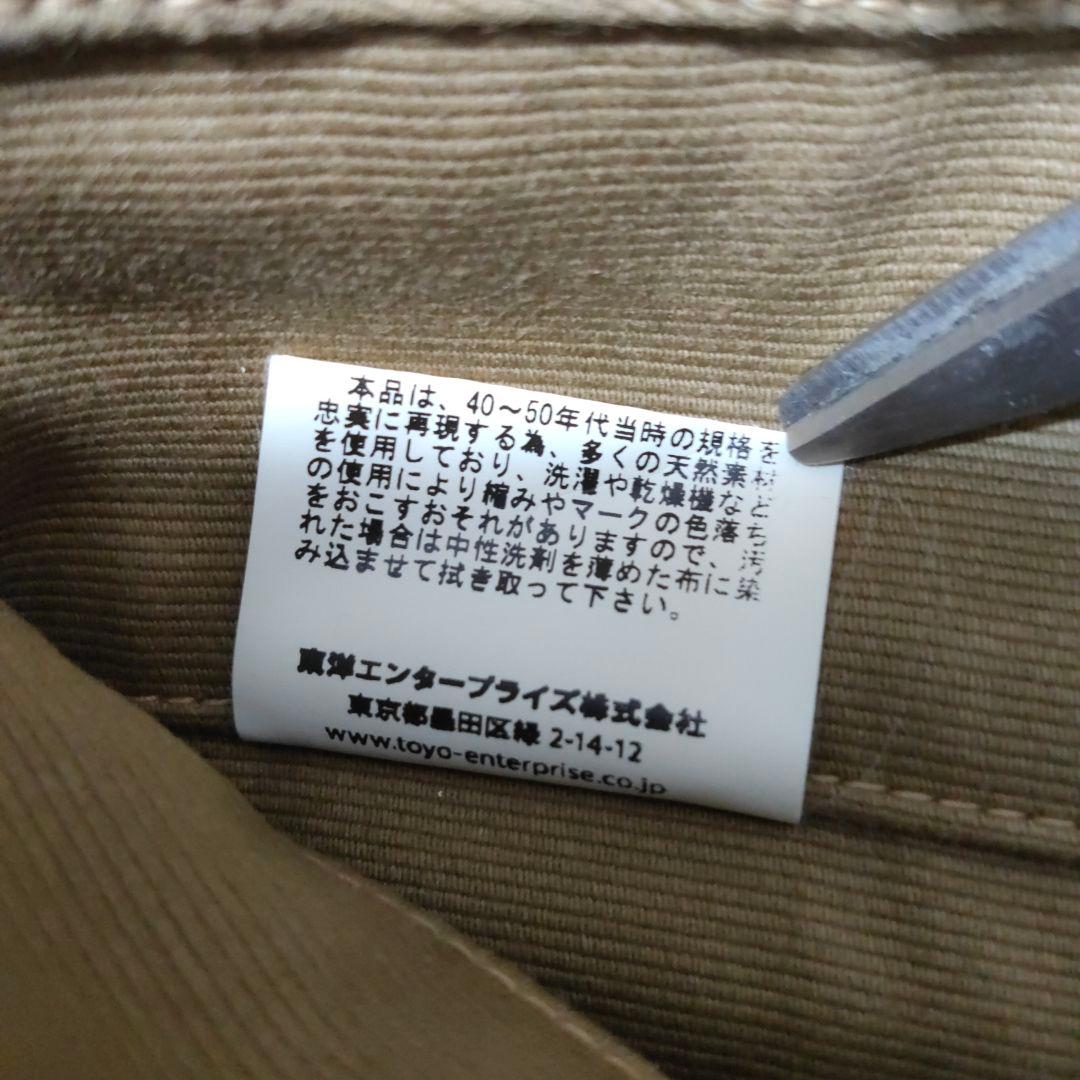 本品は、40～50年代当時の規格を
忠実に再現する為、多くの天然素材
を使用しており、洗濯や乾燥機など
の使用により縮みやマークの色落ち
をおこすおそれがありますので、汚
れた場合は中性洗剤を薄めた布に染
み込ませて拭き取って下さい。
東洋エンタープライズ株式会社
東京都墨田区緑 2-14-12
www.toyo-enterprise.co.jp